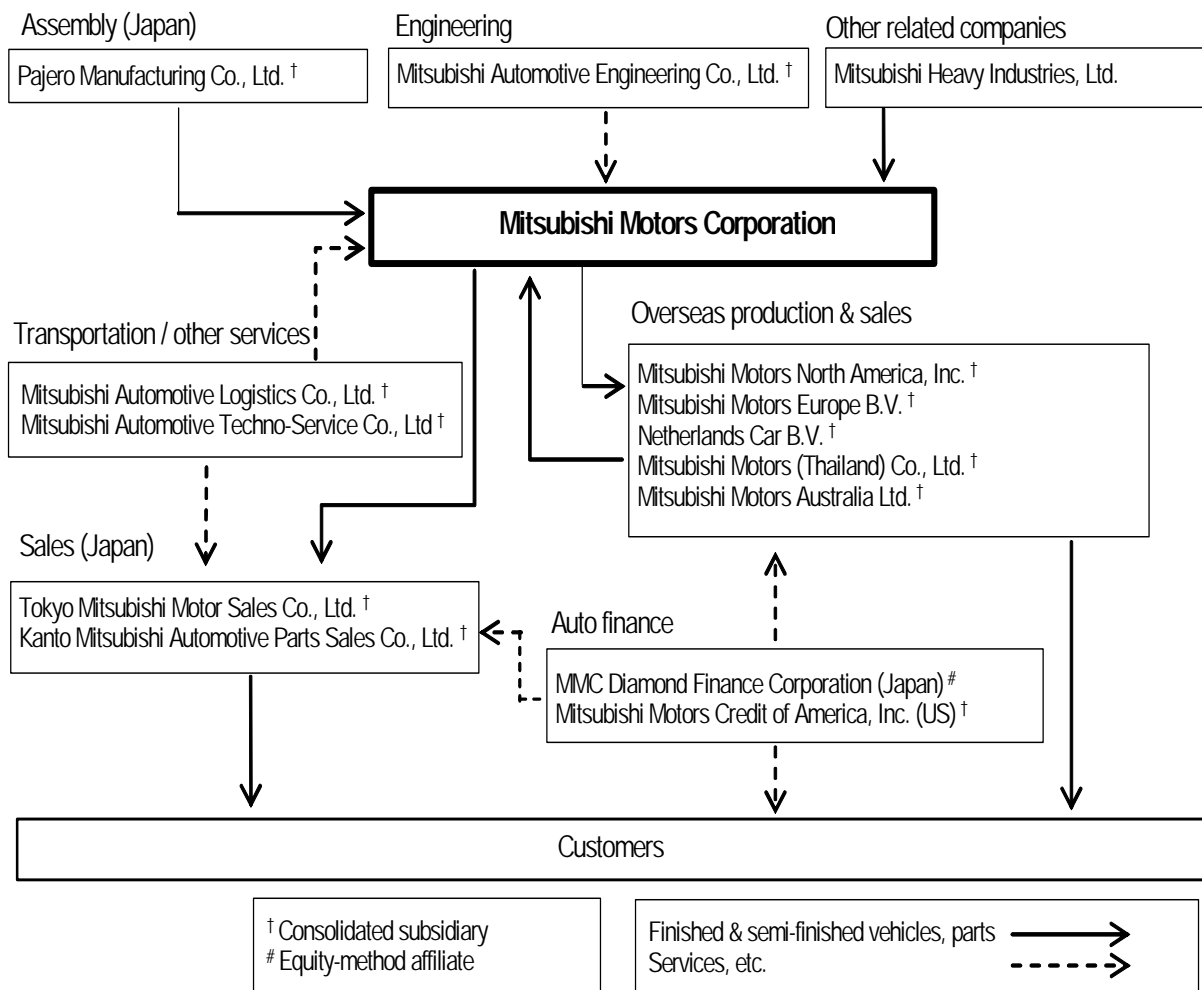 Assembly (Japan)
Pajero Manufacturing Co., Ltd. †
Engineering
Mitsubishi Automotive Engineering Co., Ltd. †
Other related companies
Mitsubishi Heavy Industries, Ltd.
Mitsubishi Motors Corporation
Transportation / other services
Mitsubishi Automotive Logistics Co., Ltd. †
Mitsubishi Automotive Techno-Service Co., Ltd †
Overseas production & sales
Mitsubishi Motors North America, Inc. †
Mitsubishi Motors Europe B.V. †
Netherlands Car B.V. †
Mitsubishi Motors (Thailand) Co., Ltd. †
Mitsubishi Motors Australia Ltd. †
Sales (Japan)
Tokyo Mitsubishi Motor Sales Co., Ltd. †
Kanto Mitsubishi Automotive Parts Sales Co., Ltd. †
Auto finance
MMC Diamond Finance Corporation (Japan) #
Mitsubishi Motors Credit of America, Inc. (US) †
Customers
† Consolidated subsidiary
# Equity-method affiliate
Finished & semi-finished vehicles, parts
Services, etc.